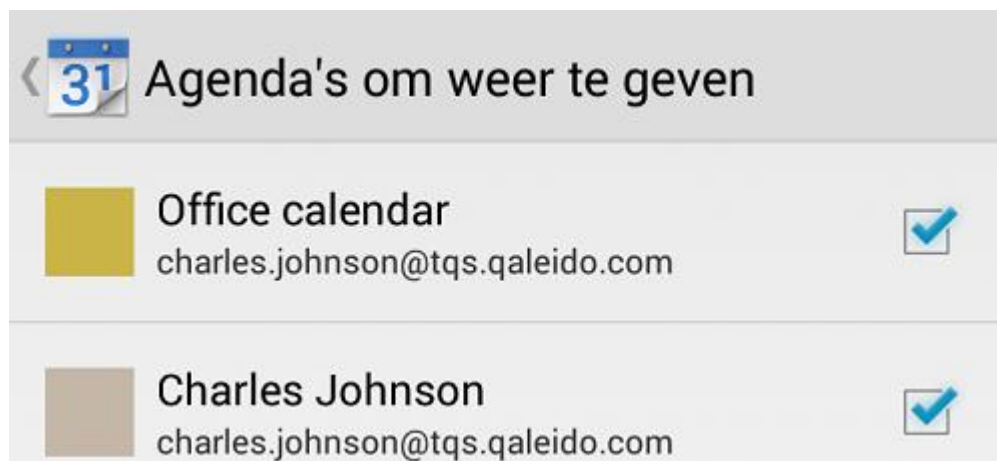 31
Agenda's om weer te geven
Office calendar
charles.johnson@tqs.qaleido.com
Charles Johnson
charles.johnson@tqs.qaleido.com